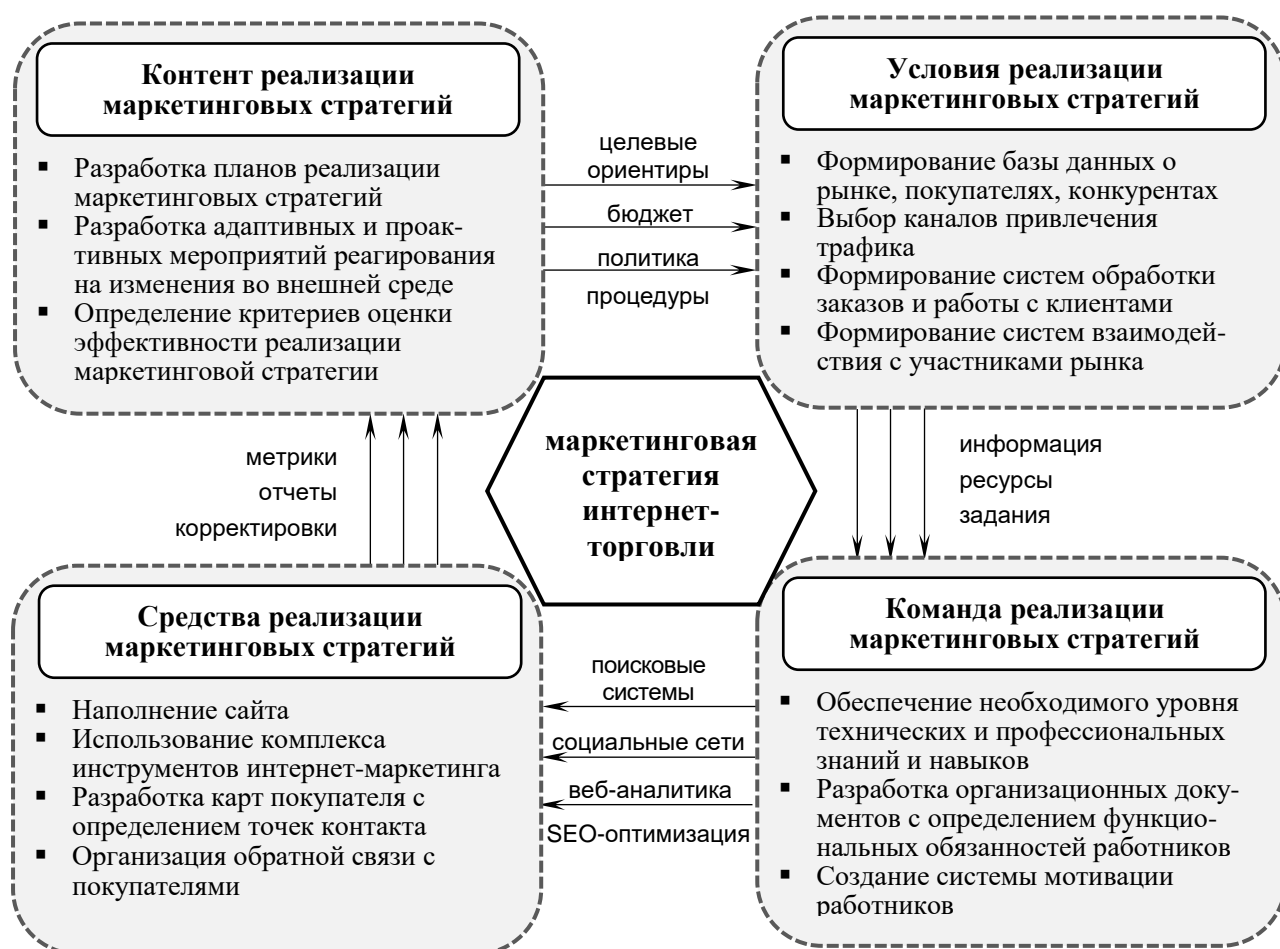 Контент реализации
маркетинговых стратегий
▪ Разработка планов реализации
маркетинговых стратегий
▪ Разработка адаптивных и проак-
тивных мероприятий реагирования
на изменения во внешней среде
▪ Определение критериев оценки
эффективности реализации
маркетинговой стратегии
целевые
ориентиры
бюджет
политика
процедуры
Условия реализации
маркетинговых стратегий
▪ Формирование базы данных о
рынке, покупателях, конкурентах
▪ Выбор каналов привлечения
трафика
▪ Формирование систем обработки
заказов и работы с клиентами
▪ Формирование систем взаимодей-
ствия с участниками рынка
метрики
отчеты
корректировки
маркетинговая
стратегия
интернет-
торговли
информация
ресурсы
задания
Средства реализации
маркетинговых стратегий
▪ Наполнение сайта
▪ Использование комплекса
инструментов интернет-маркетинга
▪ Разработка карт покупателя с
определением точек контакта
▪ Организация обратной связи с
покупателями
поисковые
системы
социальные сети
веб-аналитика
SEO-оптимизация
Команда реализации
маркетинговых стратегий
▪ Обеспечение необходимого уровня
технических и профессиональных
знаний и навыков
▪ Разработка организационных доку-
ментов с определением функцио-
нальных обязанностей работников
▪ Создание системы мотивации
работников